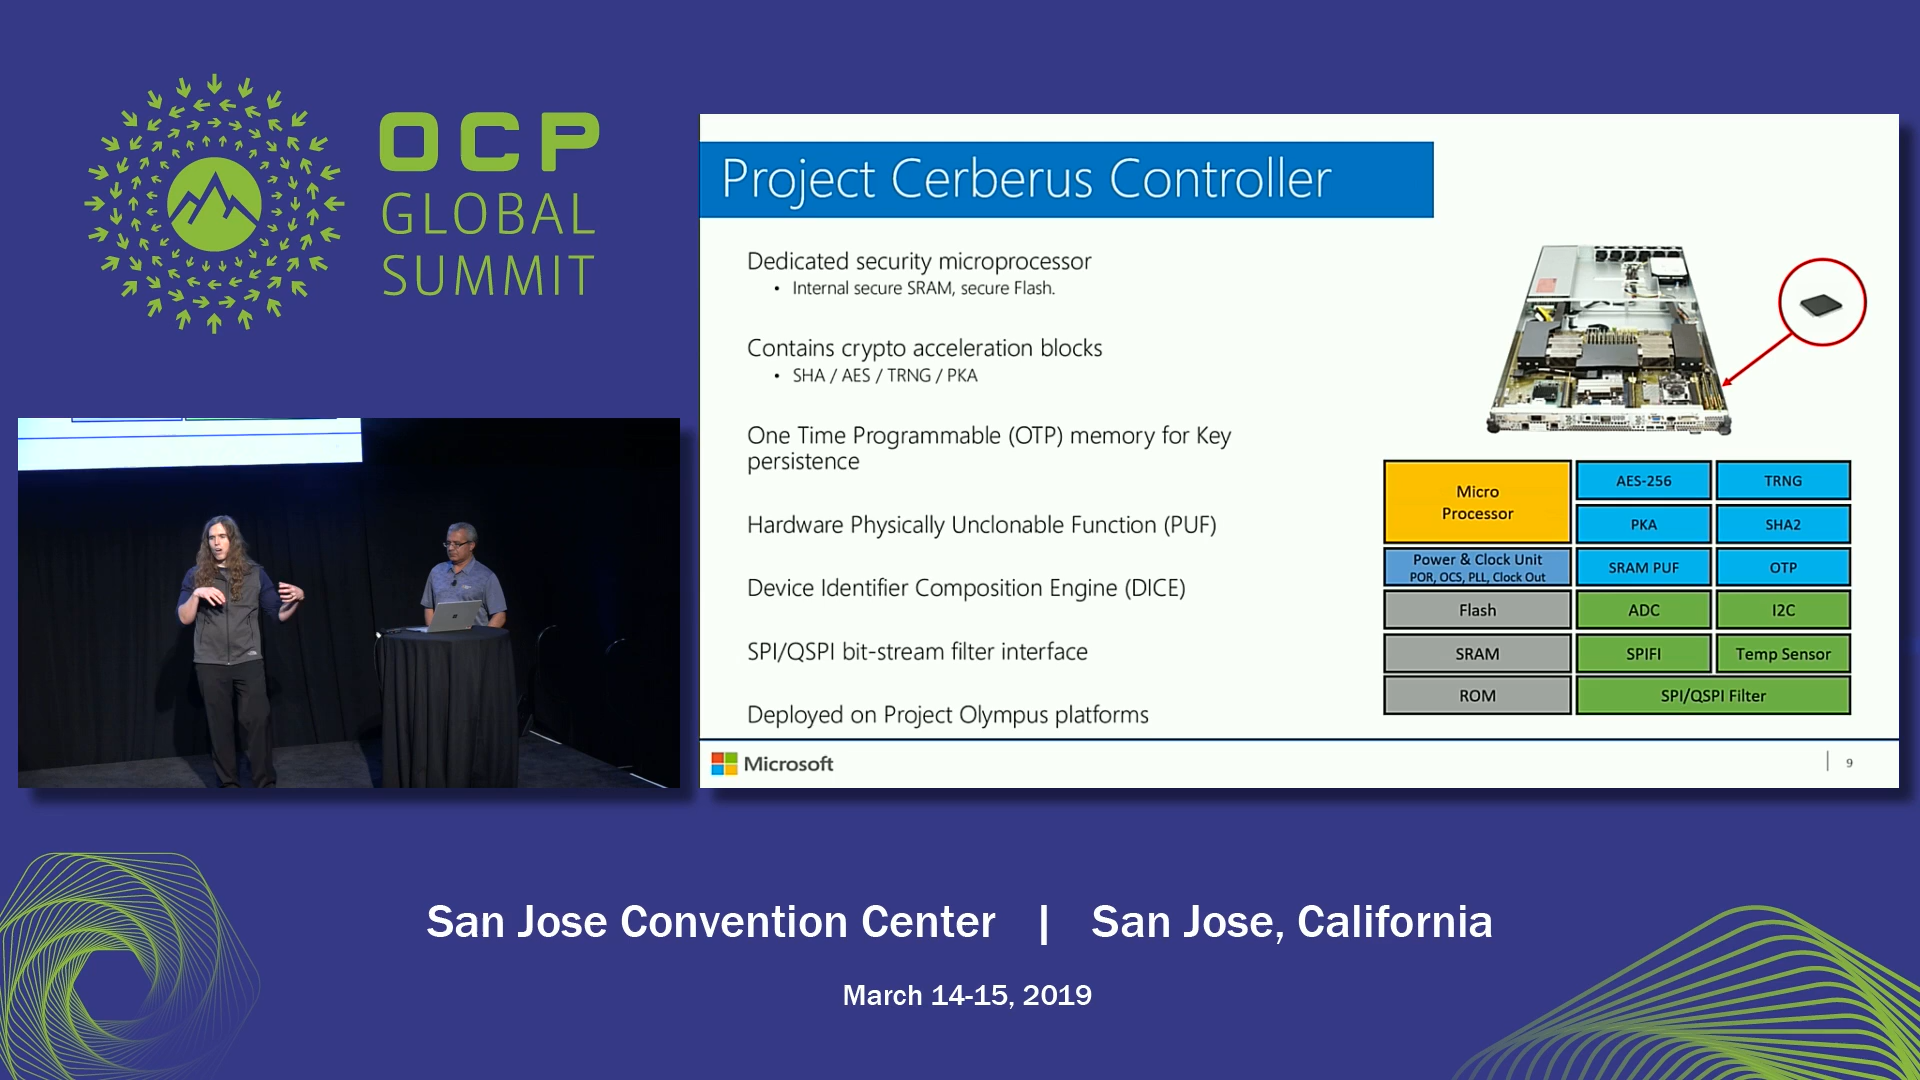 OCP
GLOBAL
SUMMIT
Project Cerberus Controller
Dedicated security microprocessor
• Internal secure SRAM, secure Flash.
Contains crypto acceleration blocks
• SHA / AES / TRNG / PKA
One Time Programmable (OTP) memory for Key
persistence
Hardware Physically Unclonable Function (PUF)
Device Identifier Composition Engine (DICE)
SPI/QSPI bit-stream filter interface
Deployed on Project Olympus platforms
Micro
Processor
AES-256
TRNG
PKA
SHA2
Power & Clock Unit
POR, OCS, PLL, Clock Out
SRAM PUF
OTP
Flash
ADC
I2C
SRAM
SPIFI
Temp Sensor
ROM
SPI/QSPI Filter
Microsoft
9
San Jose Convention Center | San Jose, California
March 14-15, 2019